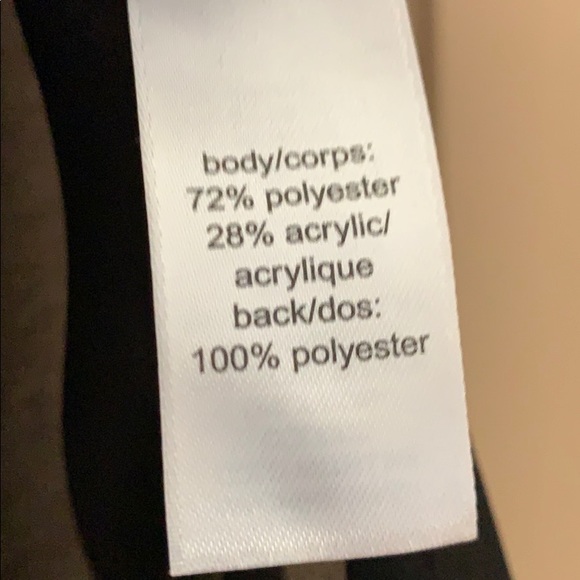 body/corps:
72% polyester
28% acrylic/
acrylique
back/dos:
100% polyester